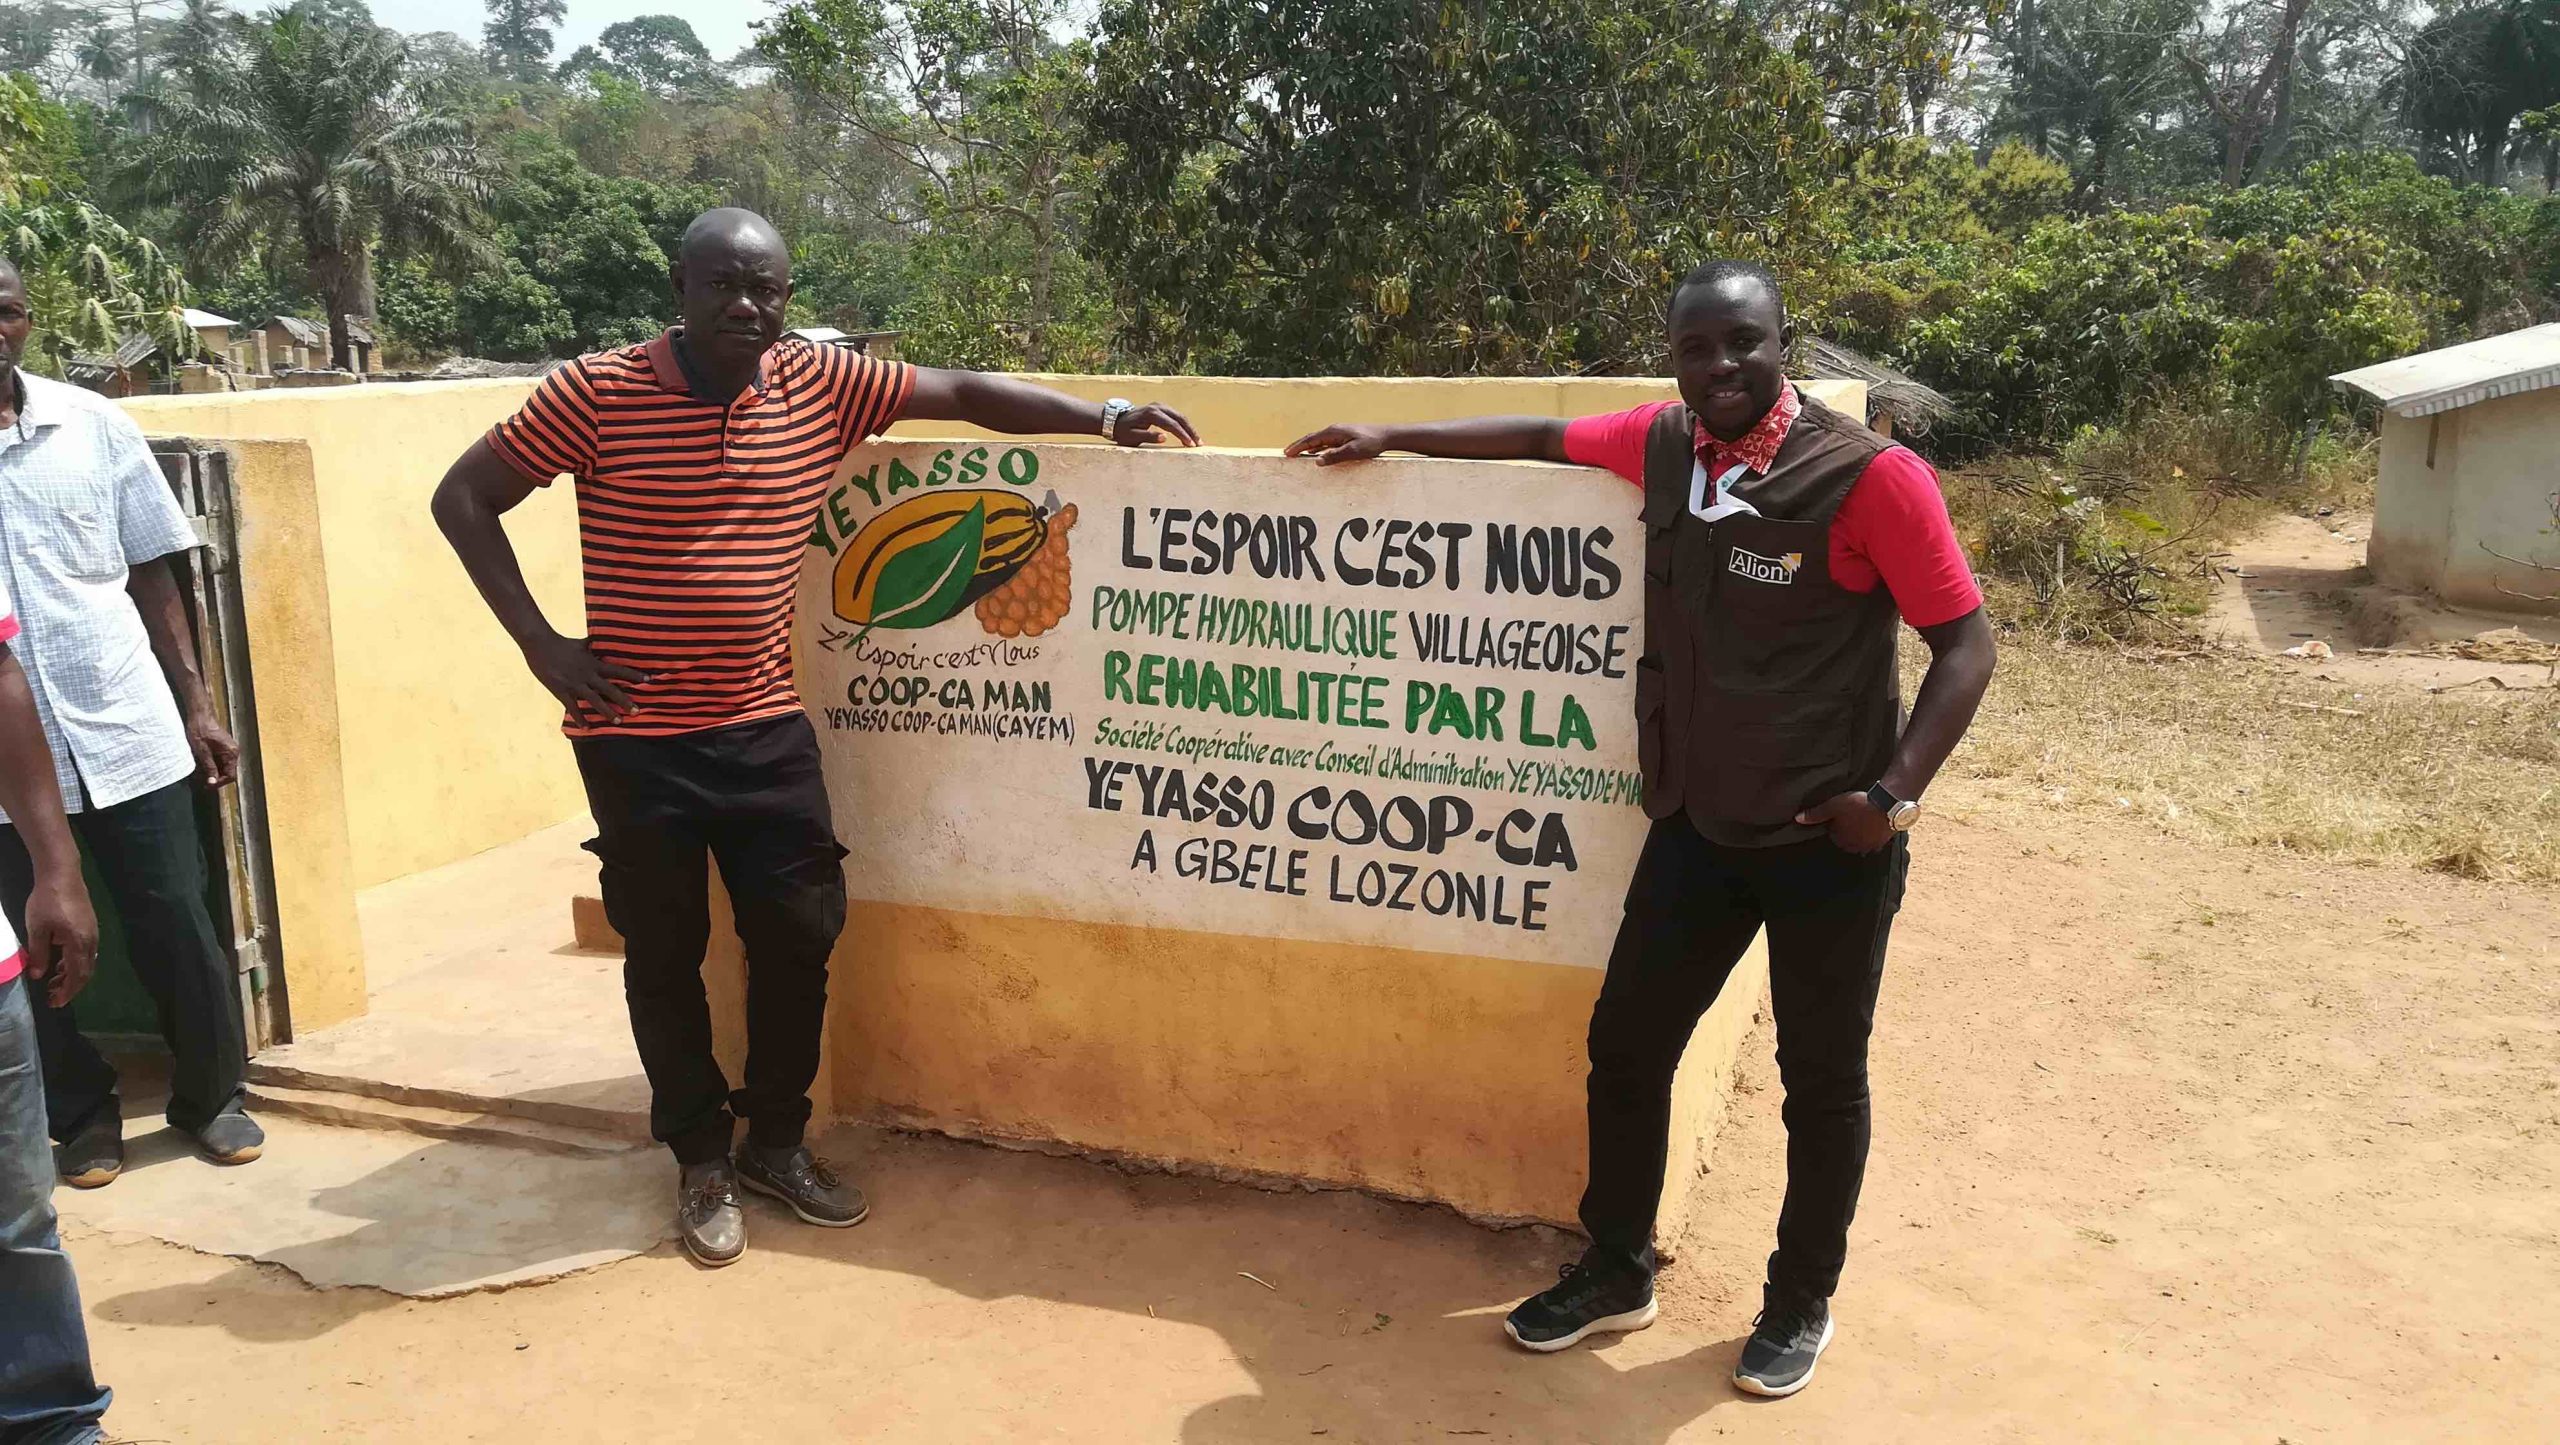 YEYASSO
L'Espoir c'est Nous
COOP-CA MAN
YEYASSO COOP-CA MAN (CAYEM)
L'ESPOIR C'EST NOUS
POMPE HYDRAULIQUE VILLAGEOISE
REHABILITÉE PAR LA
Société Coopérative avec Conseil d'Adminitration YEYASSO DE MA
YEYASSO COOP-CA
A GBELE LOZONLE
Alion